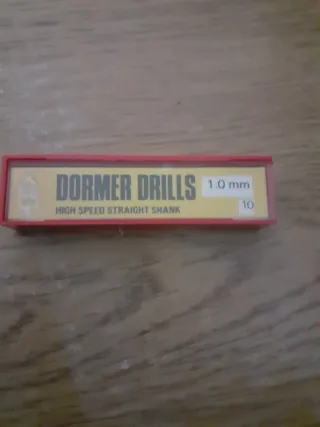 DORMER DRILLS 1.0 mm
HIGH SPEED STRAIGHT SHANK 10